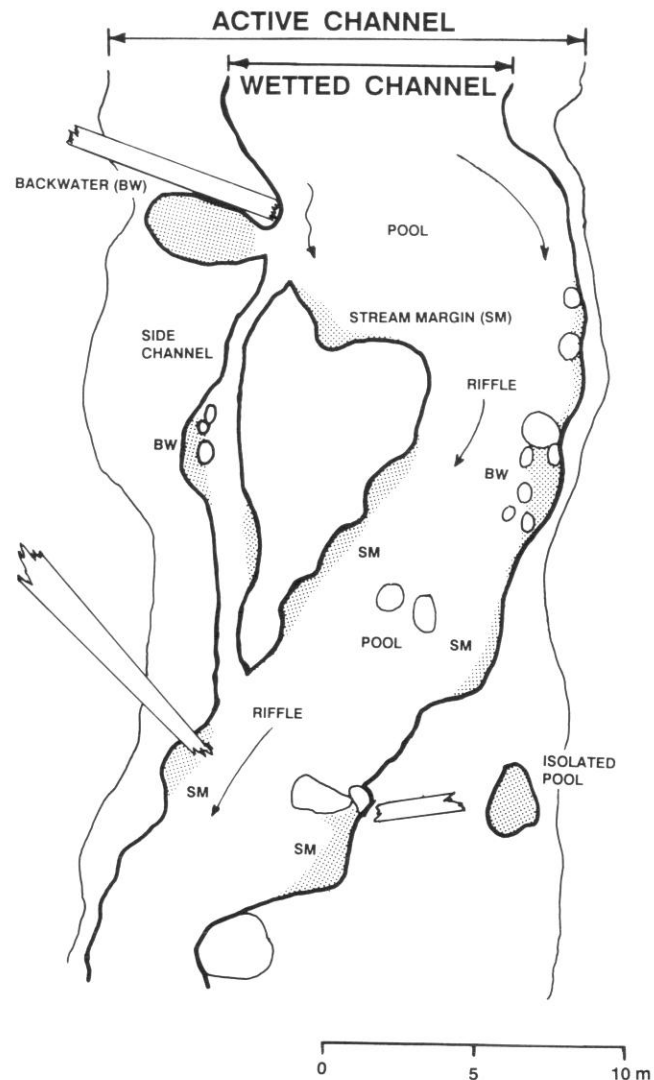 ACTIVE CHANNEL
WETTED CHANNEL
BACKWATER (BW)
POOL
STREAM MARGIN (SM)
SIDE
CHANNEL
RIFFLE
BW
BW
SM
POOL
SM
RIFFLE
ISOLATED
POOL
SM
SM
0 5 10 m